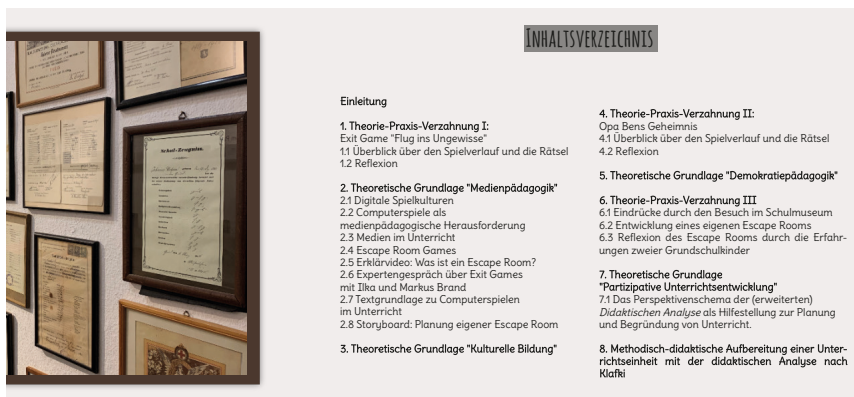 Inhaltsverzeichnis
Einleitung
1. Theorie-Praxis-Verzahnung I:
Exit Game "Flug ins Ungewisse"
1.1 Überblick über den Spielverlauf und die Rätsel
1.2 Reflexion
2. Theoretische Grundlage "Medienpädagogik"
2.1 Digitale Spielkulturen
2.2 Computerspiele als
medienpädagogische Herausforderung
2.3 Medien im Unterricht
2.4 Escape Room Games
2.5 Erklärvideo: Was ist ein Escape Room?
2.6 Expertengespräch über Exit Games
mit Ilka und Markus Brand
2.7 Textgrundlage zu Computerspielen
im Unterricht
2.8 Storyboard: Planung eigener Escape Room
3. Theoretische Grundlage "Kulturelle Bildung"
4. Theorie-Praxis-Verzahnung II:
Opa Bens Geheimnis
4.1 Überblick über den Spielverlauf und die Rätsel
4.2 Reflexion
5. Theoretische Grundlage "Demokratiepädagogik"
6. Theorie-Praxis-Verzahnung III
6.1 Eindrücke durch den Besuch im Schulmuseum
6.2 Entwicklung eines eigenen Escape Rooms
6.3 Reflexion des Escape Rooms durch die Erfahr-
ungen zweier Grundschulkinder
7. Theoretische Grundlage
"Partizipative Unterrichtsentwicklung"
7.1 Das Perspektivenschema der (erweiterten)
Didaktischen Analyse als Hilfestellung zur Planung
und Begründung von Unterricht.
8. Methodisch-didaktische Aufbereitung einer Unter-
richtseinheit mit der didaktischen Analyse nach
Klafki